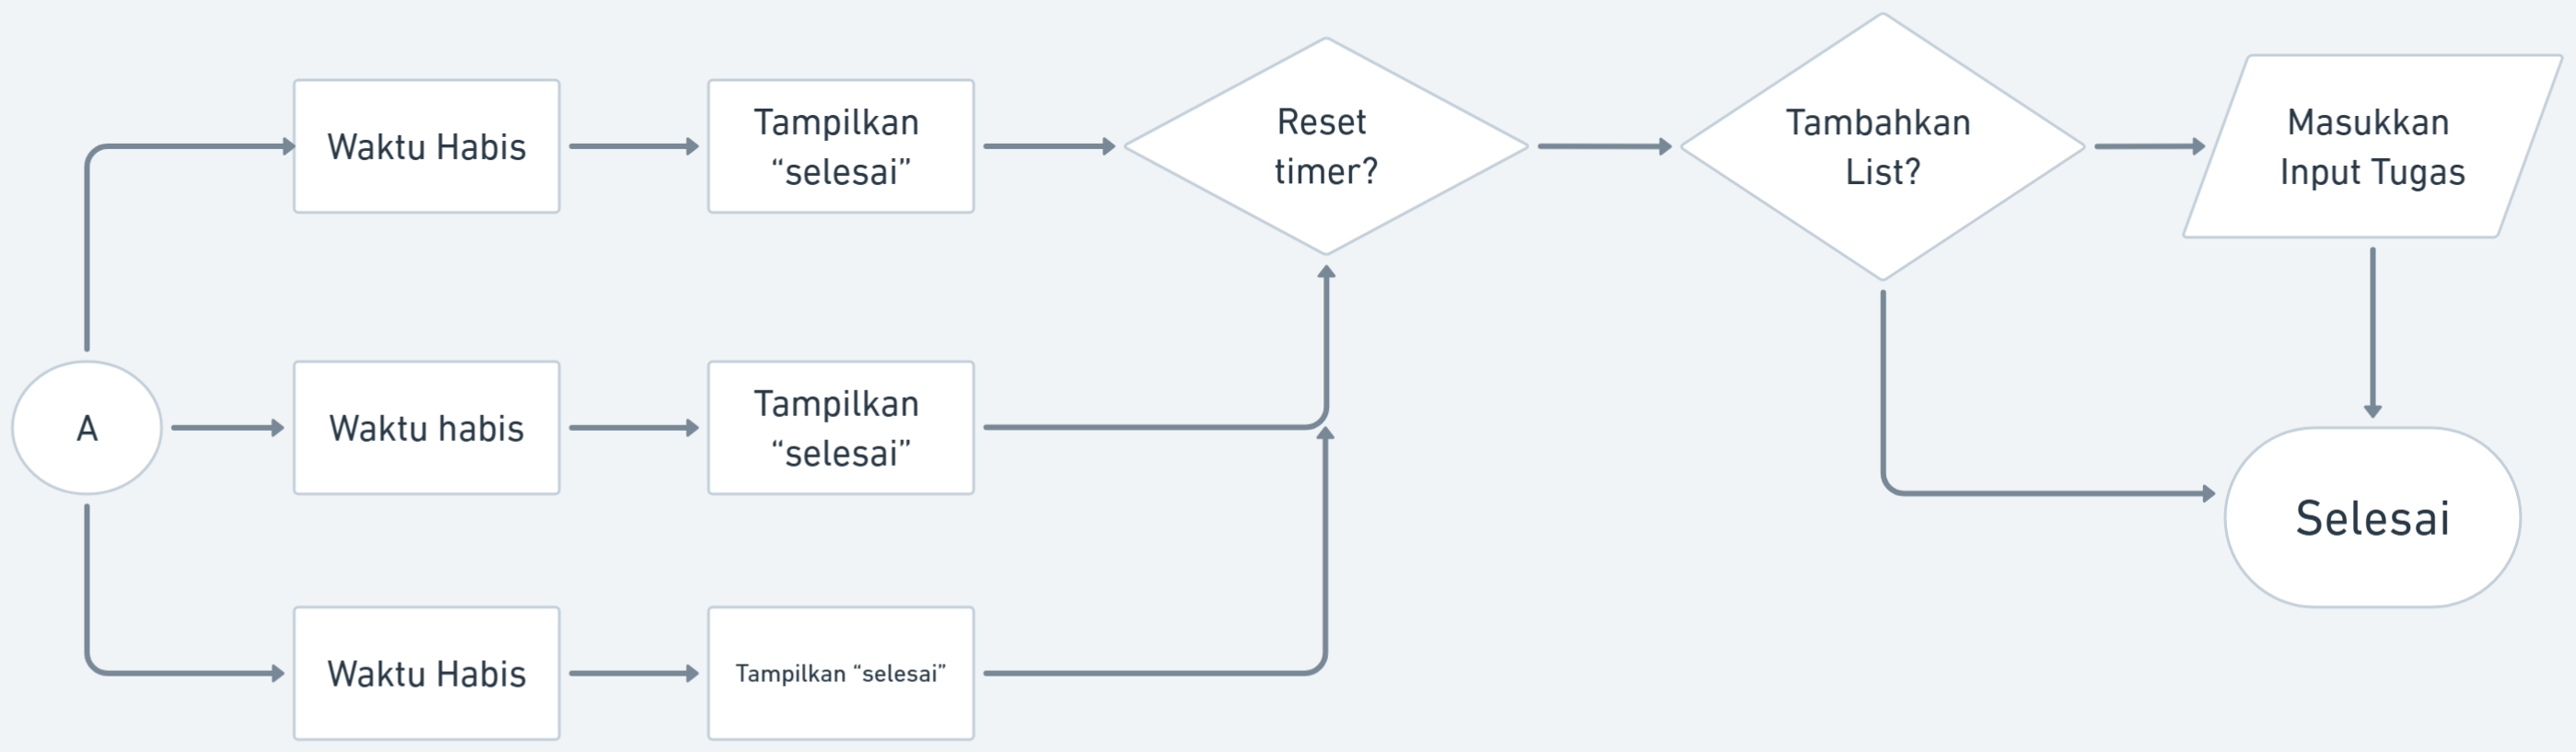 Waktu Habis
Tampilkan
“selesai”
Reset
timer?
Tambahkan
List?
Masukkan
Input Tugas
A
Waktu habis
Tampilkan
“selesai”
Selesai
Waktu Habis
Tampilkan “selesai”